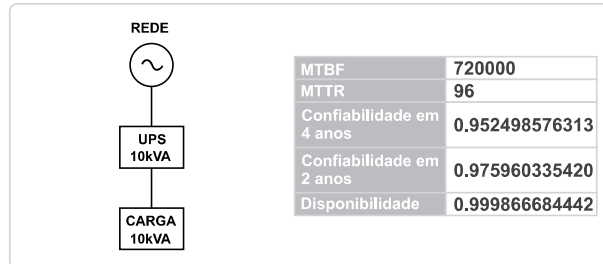 REDE
UPS
10kVA
CARGA
10kVA
MTBF 720000
MTTR 96
Confiabilidade em
4 anos 0.952498576313
Confiabilidade em
2 anos 0.975960335420
Disponibilidade 0.999866684442